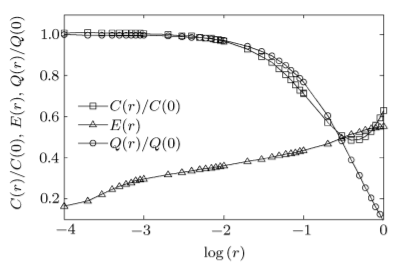 C(r)/C(0), E(r), Q(r)/Q(0)
1.0
0.8
0.6
0.4
0.2
C(r)/C(0)
E(r)
Q(r)/Q(0)
−4 −3 −2 −1 0
log (r)